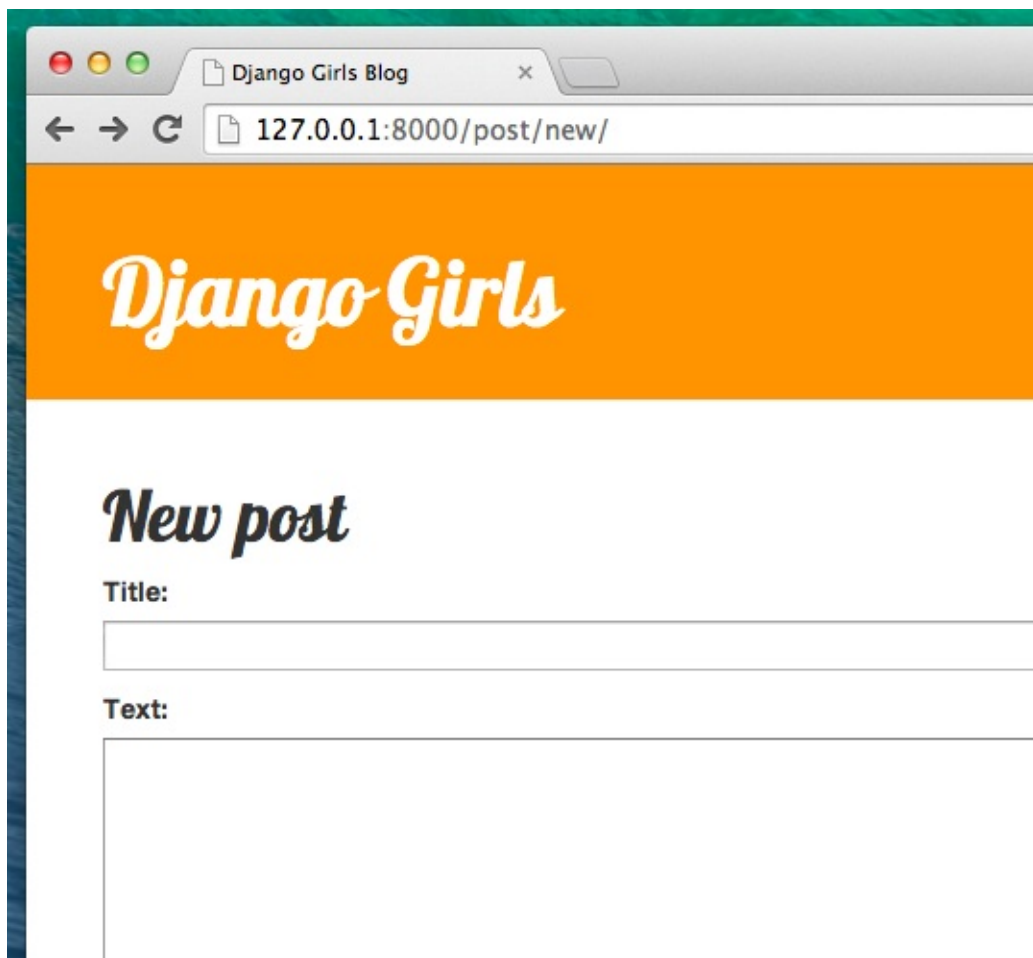 Django Girls Blog
127.0.0.1:8000/post/new/
Django Girls
New post
Title:
Text: